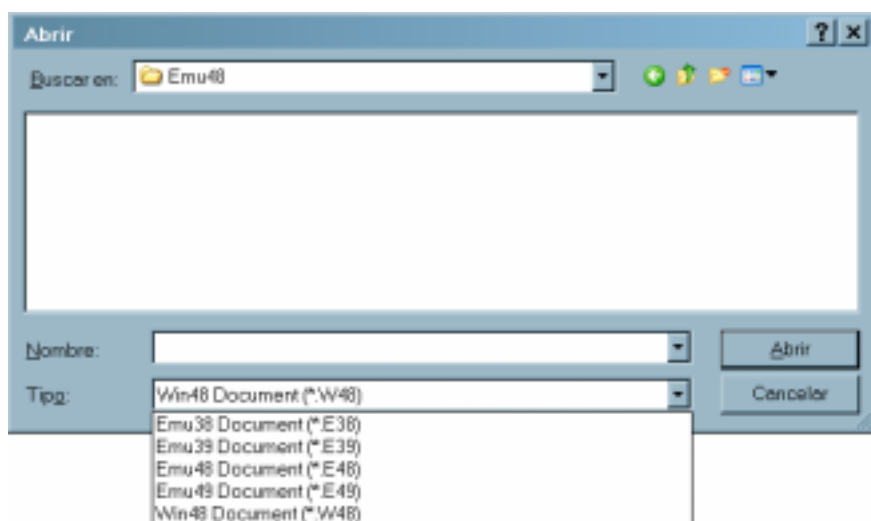 Abrir
Buscar en:
Emu48
Nombre:
Abrir
Tipo:
Win48 Document (*.W48)
Cancelar
Emu38 Document (*.E38)
Emu39 Document (*.E39)
Emu48 Document (*.E48)
Emu49 Document (*.E49)
Win48 Document (*.W48)